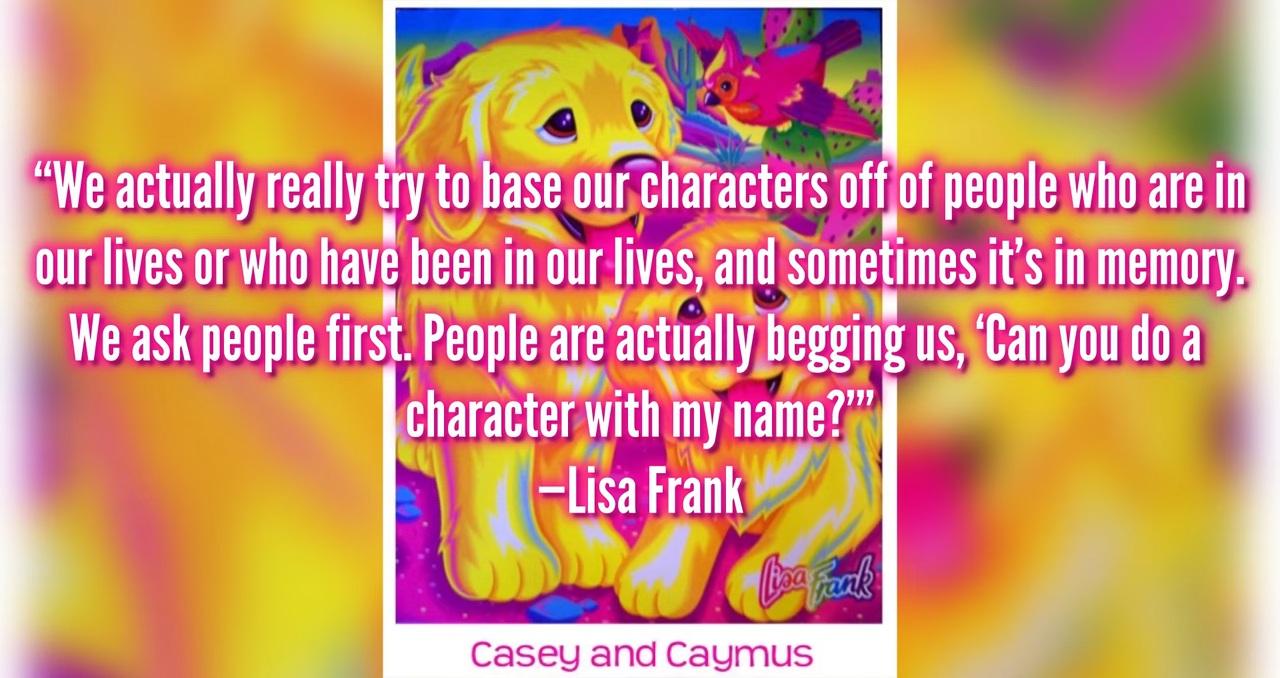 “We actually really try to base our characters off of people who are in
our lives or who have been in our lives, and sometimes it’s in memory.
We ask people first. People are actually begging us, ‘Can you do a
character with my name?’”
–Lisa Frank
Lisa Frank
Casey and Caymus